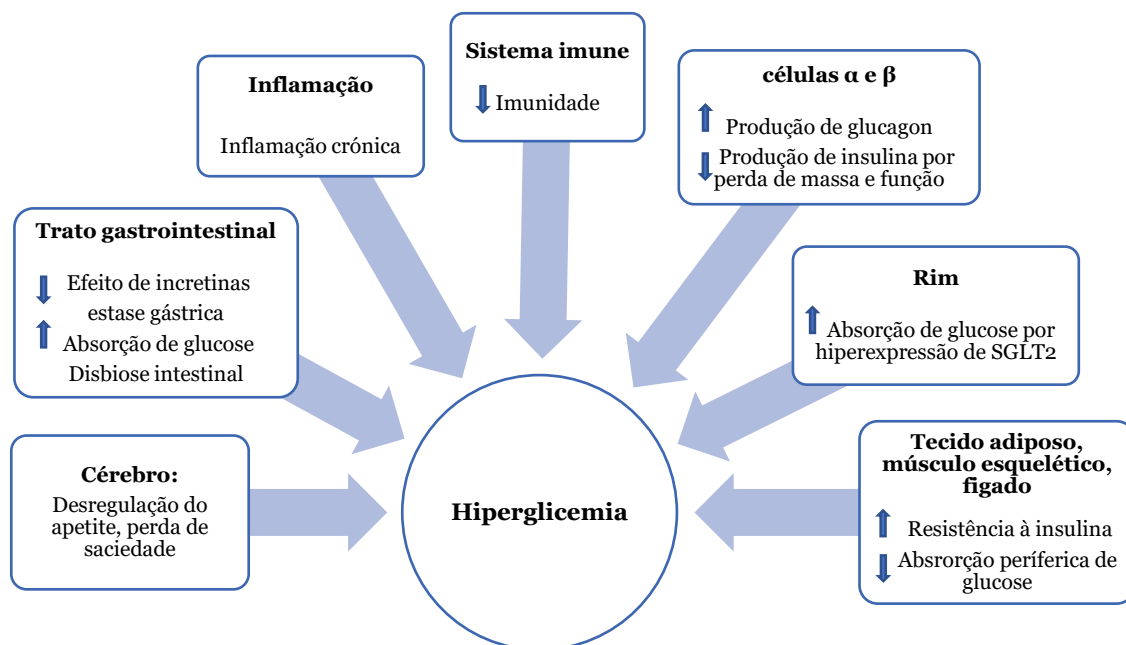 Sistema imune
Imunidade
Inflamação
Inflamação crónica
células α e β
Produção de glucagon
Produção de insulina por
perda de massa e função
Trato gastrointestinal
Efeito de incretinas
estase gástrica
Absorção de glucose
Disbiose intestinal
Rim
Absorção de glucose por
hiperexpressão de SGLT2
Cérebro:
Desregulação do
apetite, perda de
saciedade
Hiperglicemia
Tecido adiposo,
músculo esquelético,
figado
Resistência à insulina
Absrorção períferica de
glucose